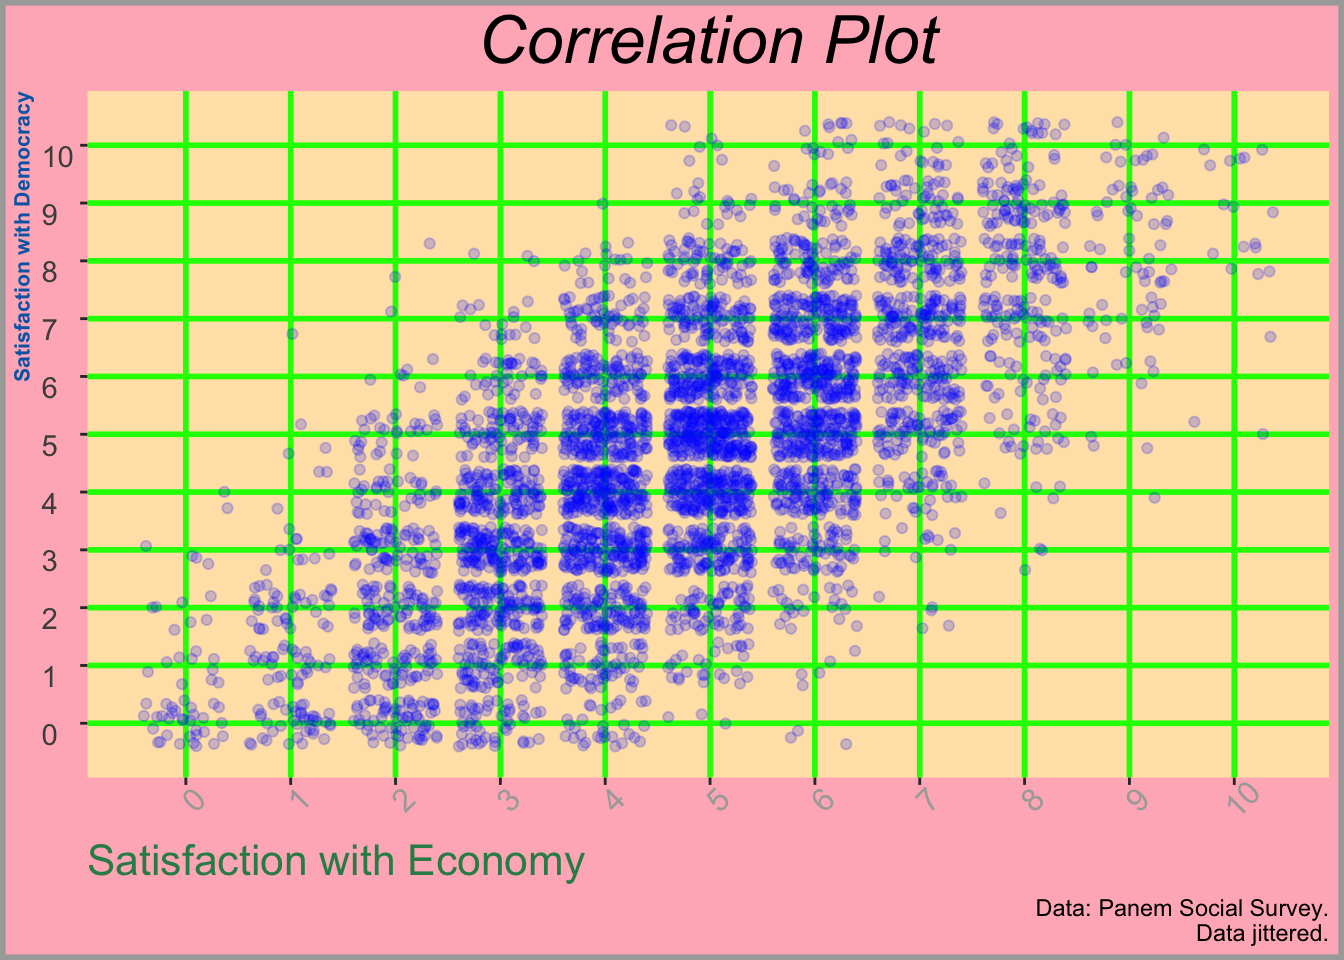 Correlation Plot
Satisfaction with Democracy
10
9
8
7
6
5
4
3
2
1
0
0 1 2 3 4 5 6 7 8 9 10
Satisfaction with Economy
Data: Panem Social Survey.
Data jittered.